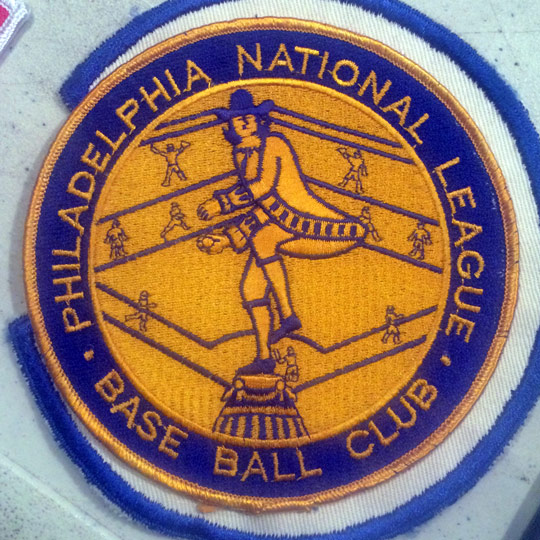 PHILADELPHIA NATIONAL LEAGUE
· BASE BALL CLUB ·